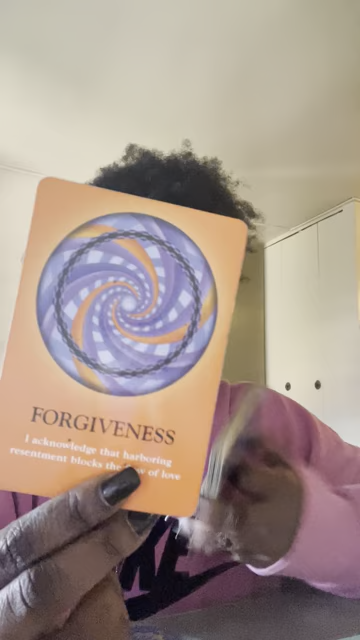 FORGIVENESS
I acknowledge that harboring
resentment blocks the of love